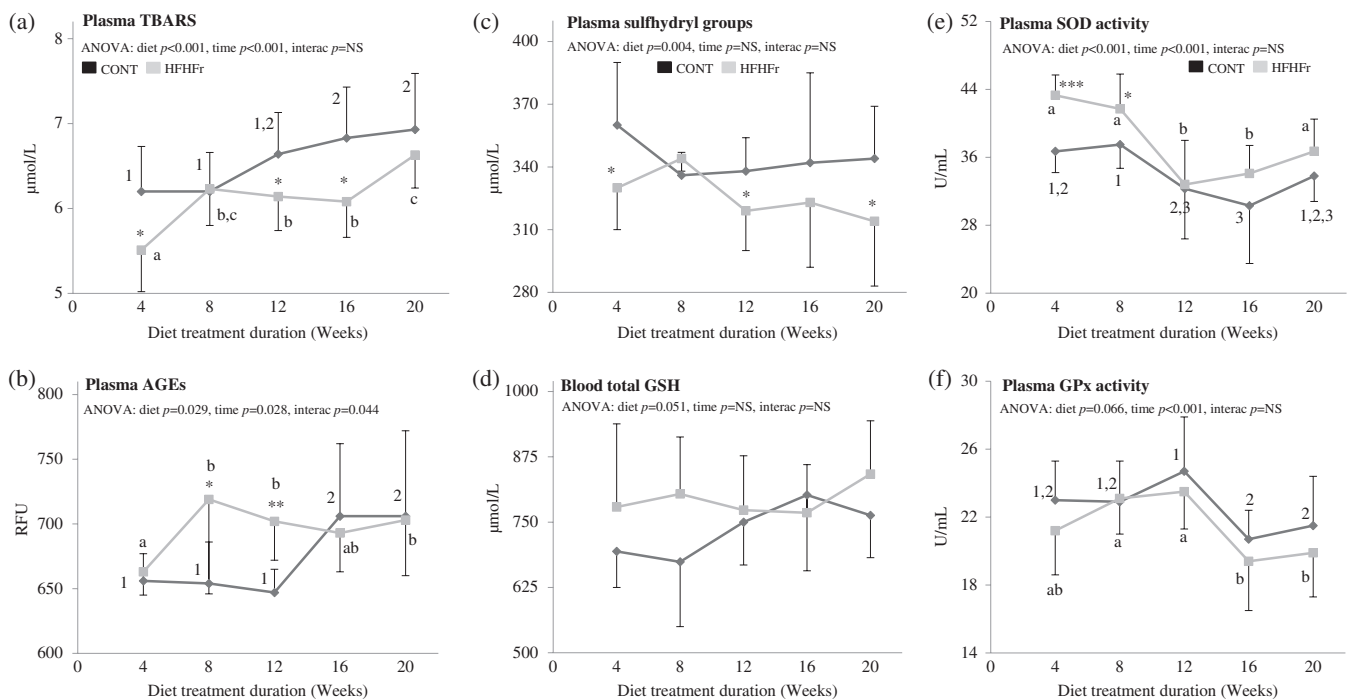 (a)
Plasma TBARS
ANOVA: diet p<0.001, time p<0.001, interac p=NS
CONT HFHFr
8
7
6
5
µmol/L
1
1
1,2
2
2
*
a
b,c
*
b
*
b
c
0 4 8 12 16 20
Diet treatment duration (Weeks)
(c)
Plasma sulfhydryl groups
ANOVA: diet p=0.004, time p=NS, interac p=NS
CONT HFHFr
400
370
340
310
280
µmol/L
*
*
*
0 4 8 12 16 20
Diet treatment duration (Weeks)
(e)
Plasma SOD activity
ANOVA: diet p<0.001, time p<0.001, interac p=NS
CONT HFHFr
52
44
36
28
20
U/mL
***
a
*
a
b
b
a
1,2
1
2,3
3
1,2,3
0 4 8 12 16 20
Diet treatment duration (Weeks)
(b)
Plasma AGEs
ANOVA: diet p=0.029, time p=0.028, interac p=0.044
800
750
700
650
600
RFU
a
b
*
b
**
ab
b
1
1
1
2
2
0 4 8 12 16 20
Diet treatment duration (Weeks)
(d)
Blood total GSH
ANOVA: diet p=0.051, time p=NS, interac p=NS
1000
875
750
625
500
µmol/L
0 4 8 12 16 20
Diet treatment duration (Weeks)
(f)
Plasma GPx activity
ANOVA: diet p=0.066, time p<0.001, interac p=NS
30
26
22
18
14
U/mL
1,2
1,2
1
2
2
ab
a
a
b
b
0 4 8 12 16 20
Diet treatment duration (Weeks)